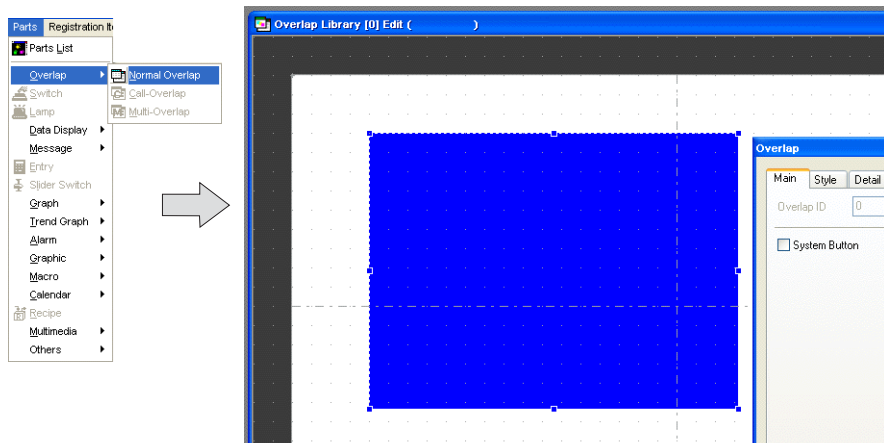 Parts Registration It
Parts List
Overlap
Switch
Lamp
Data Display
Message
Entry
Slider Switch
Graph
Trend Graph
Alarm
Graphic
Macro
Calendar
Recipe
Multimedia
Others
Normal Overlap
Call-Overlap
Multi-Overlap
Overlap Library [0] Edit ( )
Overlap
Main Style Detail
Overlap ID 0
System Button